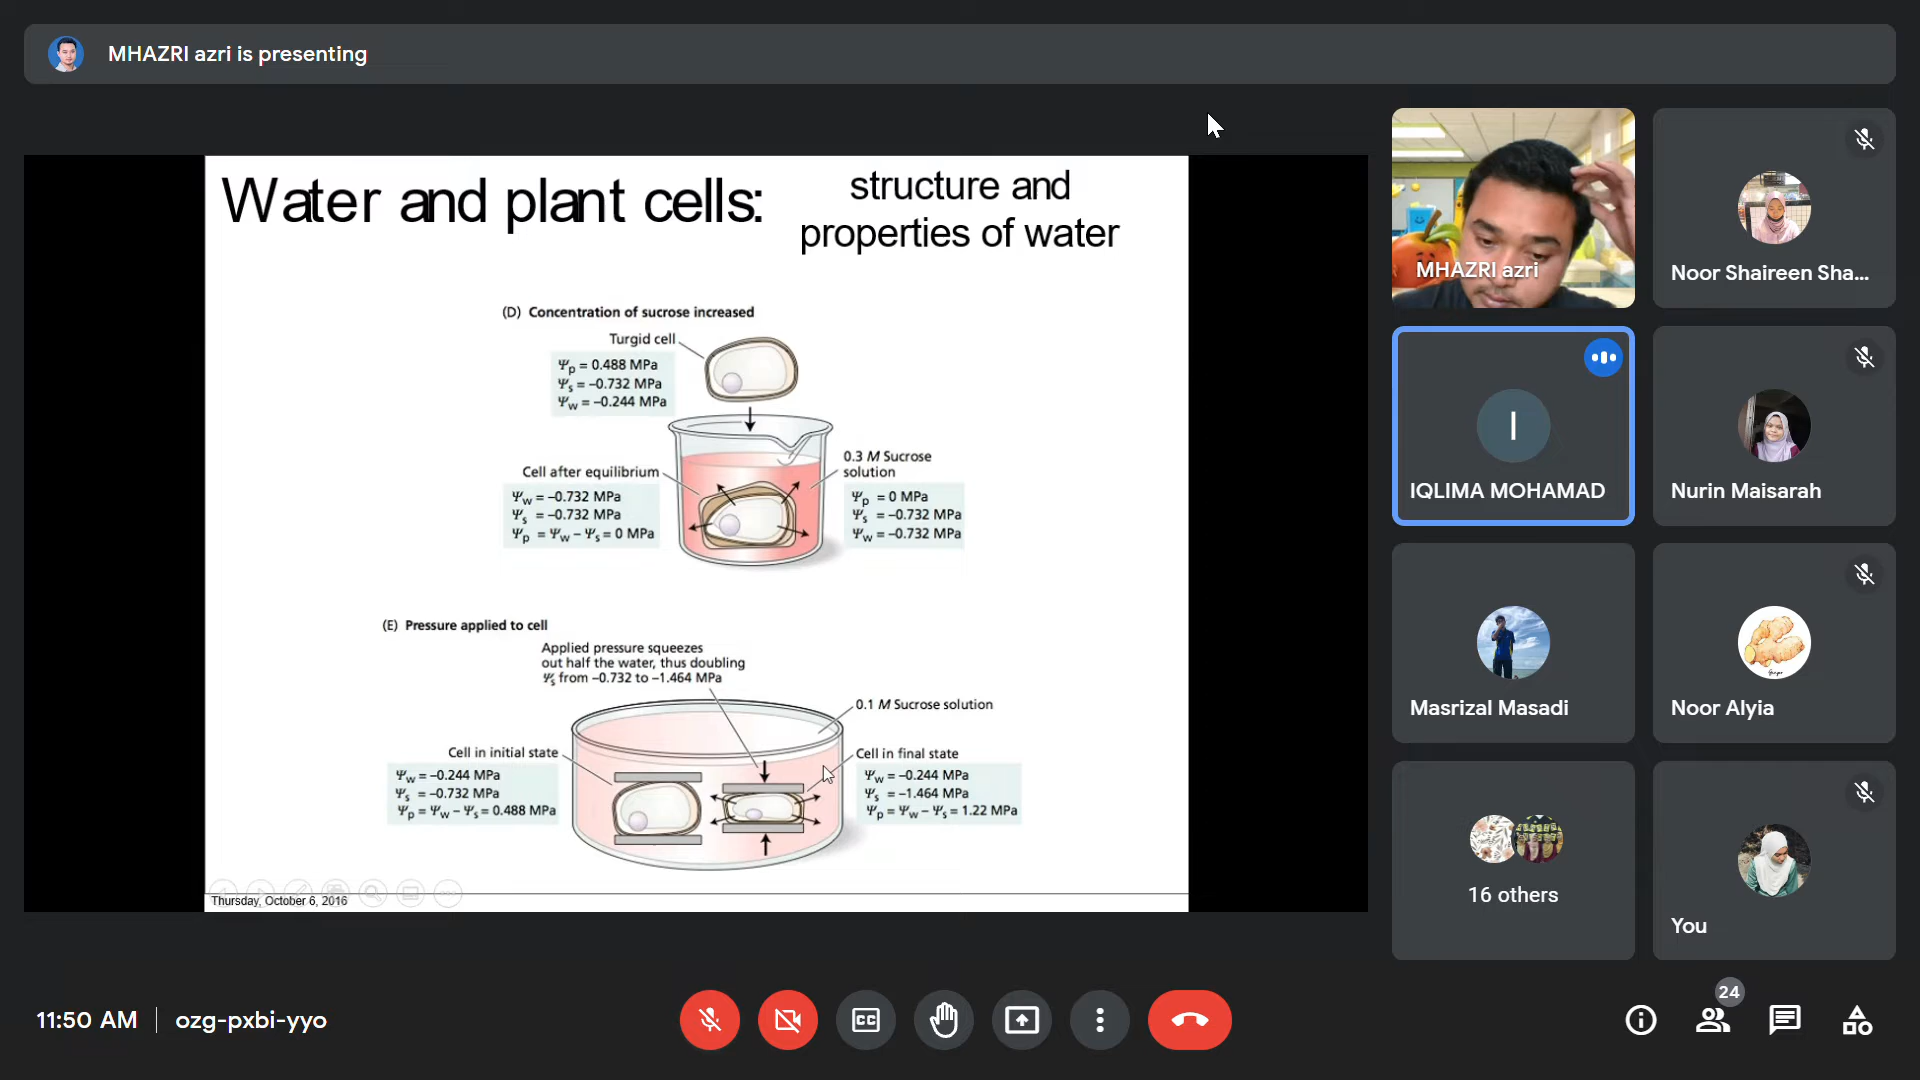 MHAZRI azri is presenting
Water and plant cells:
structure and
properties of water
(D) Concentration of sucrose increased
Turgid cell
Ψp = 0.488 MPa
Ψs = −0.732 MPa
Ψw = −0.244 MPa
Cell after equilibrium
Ψw = −0.732 MPa
Ψs = −0.732 MPa
Ψp = Ψw − Ψs = 0 MPa
0.3 M Sucrose
solution
Ψp = 0 MPa
Ψs = −0.732 MPa
Ψw = −0.732 MPa
(E) Pressure applied to cell
Applied pressure squeezes
out half the water, thus doubling
Ψs from −0.732 to −1.464 MPa
0.1 M Sucrose solution
Cell in initial state
Ψw = −0.244 MPa
Ψs = −0.732 MPa
Ψp = Ψw − Ψs = 0.488 MPa
Cell in final state
Ψw = −0.244 MPa
Ψs = −1.464 MPa
Ψp = Ψw − Ψs = 1.22 MPa
Thursday, October 6, 2016
MHAZRI azri
Noor Shaireen Sha...
I
IQLIMA MOHAMAD
Nurin Maisarah
Masrizal Masadi
Noor Alyia
16 others
You
11:50 AM
ozg-pxbi-yyo
CC
24